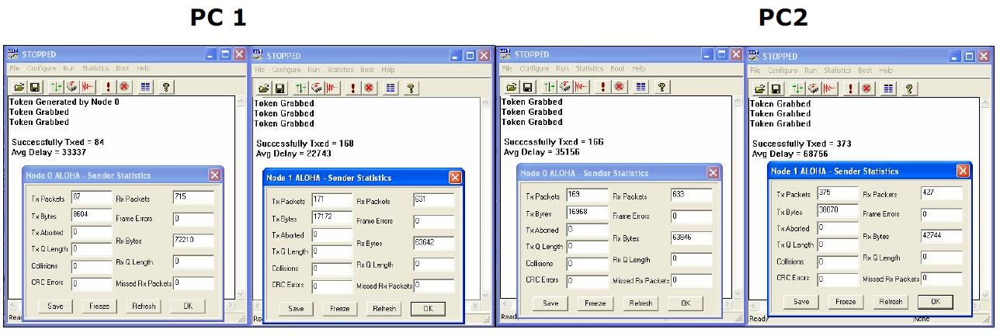 PC 1
PC2
STOPPED
File Configure Run Statistics Boot Help
Token Generated by Node 0
Token Grabbed
Token Grabbed
Successfully Txed = 84
Avg Delay = 33337
Node 0 ALOHA - Sender Statistics
Tx Packets 87 Rx Packets 715
Tx Bytes 8604 Frame Errors 0
Tx Aborted 0 Rx Bytes 72210
Tx Q Length 0 Rx Q Length 0
Collisions 0
CRC Errors 0 Missed Rx Packets 0
Save Freeze Refresh OK
STOPPED
File Configure Run Statistics Boot Help
Token Grabbed
Token Grabbed
Token Grabbed
Successfully Txed = 168
Avg Delay = 22743
Node 1 ALOHA - Sender Statistics
Tx Packets 171 Rx Packets 631
Tx Bytes 17172 Frame Errors 0
Tx Aborted 0 Rx Bytes 63642
Tx Q Length 0 Rx Q Length 0
Collisions 0
CRC Errors 0 Missed Rx Packets 0
Save Freeze Refresh OK
STOPPED
File Configure Run Statistics Boot Help
Token Grabbed
Token Grabbed
Token Grabbed
Successfully Txed = 166
Avg Delay = 35156
Node 0 ALOHA - Sender Statistics
Tx Packets 169 Rx Packets 633
Tx Bytes 16968 Frame Errors 0
Tx Aborted 0 Rx Bytes 63846
Tx Q Length 0 Rx Q Length 0
Collisions 0
CRC Errors 0 Missed Rx Packets 0
Save Freeze Refresh OK
Ready
STOPPED
File Configure Run Statistics Boot Help
Token Grabbed
Token Grabbed
Token Grabbed
Successfully Txed = 373
Avg Delay = 68756
Node 1 ALOHA - Sender Statistics
Tx Packets 375 Rx Packets 427
Tx Bytes 38070 Frame Errors 0
Tx Aborted 0 Rx Bytes 42744
Tx Q Length 0 Rx Q Length 0
Collisions 0
CRC Errors 0 Missed Rx Packets 0
Save Freeze Refresh OK
Ready None